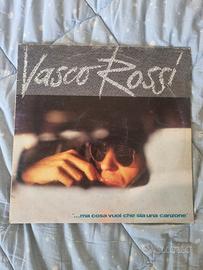 Vasco Rossi
"...ma cosa vuoi che sia una canzone"